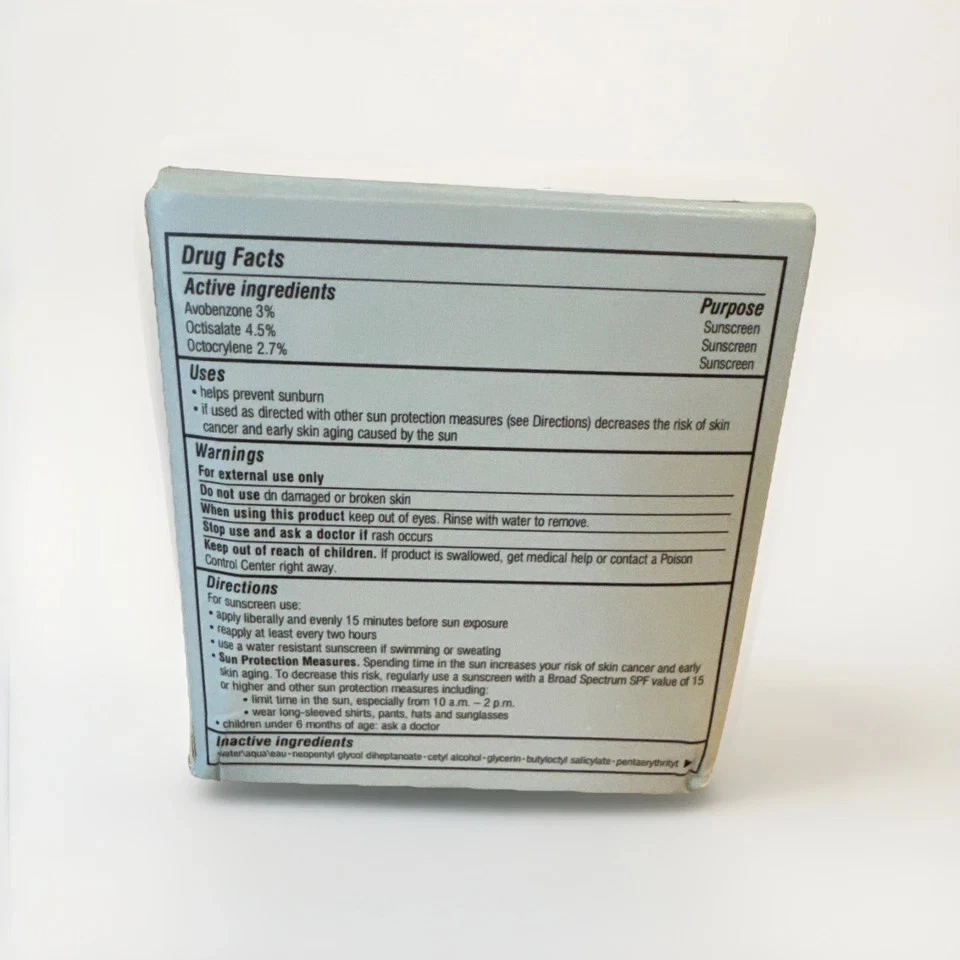 Drug Facts
Active ingredients Purpose
Avobenzone 3% Sunscreen
Octisalate 4.5% Sunscreen
Octocrylene 2.7% Sunscreen
Uses
• helps prevent sunburn
• if used as directed with other sun protection measures (see Directions) decreases the risk of skin
cancer and early skin aging caused by the sun
Warnings
For external use only
Do not use dn damaged or broken skin
When using this product keep out of eyes. Rinse with water to remove.
Stop use and ask a doctor if rash occurs
Keep out of reach of children. If product is swallowed, get medical help or contact a Poison
Control Center right away.
Directions
For sunscreen use:
• apply liberally and evenly 15 minutes before sun exposure
• reapply at least every two hours
• use a water resistant sunscreen if swimming or sweating
• Sun Protection Measures. Spending time in the sun increases your risk of skin cancer and early
skin aging. To decrease this risk, regularly use a sunscreen with a Broad Spectrum SPF value of 15
or higher and other sun protection measures including:
• limit time in the sun, especially from 10 a.m. – 2 p.m.
• wear long-sleeved shirts, pants, hats and sunglasses
• children under 6 months of age: ask a doctor
Inactive ingredients
water\aqua\eau • neopentyl glycol diheptanoate • cetyl alcohol • glycerin • butyloctyl salicylate • pentaerythrityl